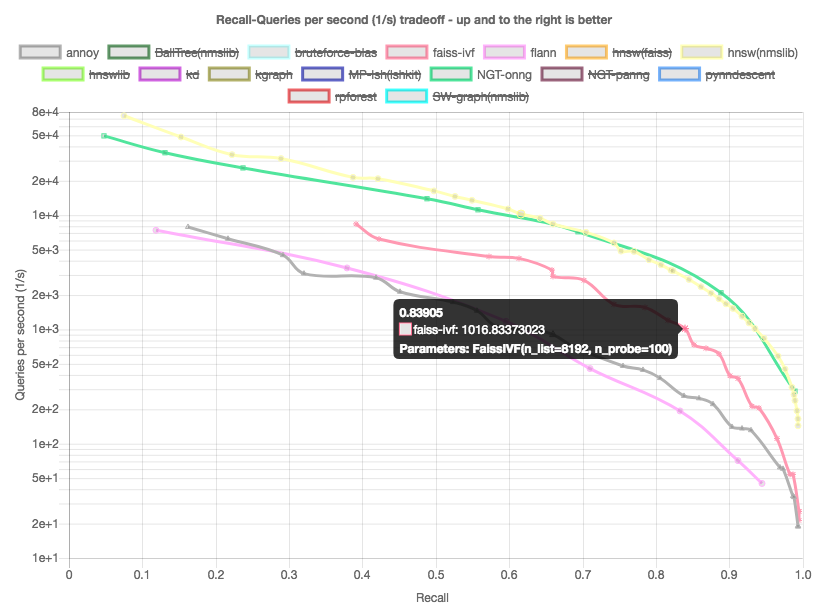 Recall-Queries per second (1/s) tradeoff - up and to the right is better
annoy BallTree(nmslib) bruteforce-blas faiss-ivf flann hnsw(faiss) hnsw(nmslib)
hnswlib kd kgraph MP-lsh(lshkit) NGT-onng NGT-panng pynndescent
rpforest SW-graph(nmslib)
8e+4
5e+4
2e+4
1e+4
5e+3
2e+3
1e+3
5e+2
2e+2
1e+2
5e+1
2e+1
1e+1
Queries per second (1/s)
0.83905
faiss-ivf: 1016.83373023
Parameters: FaissIVF(n_list=8192, n_probe=100)
0 0.1 0.2 0.3 0.4 0.5 0.6 0.7 0.8 0.9 1.0
Recall